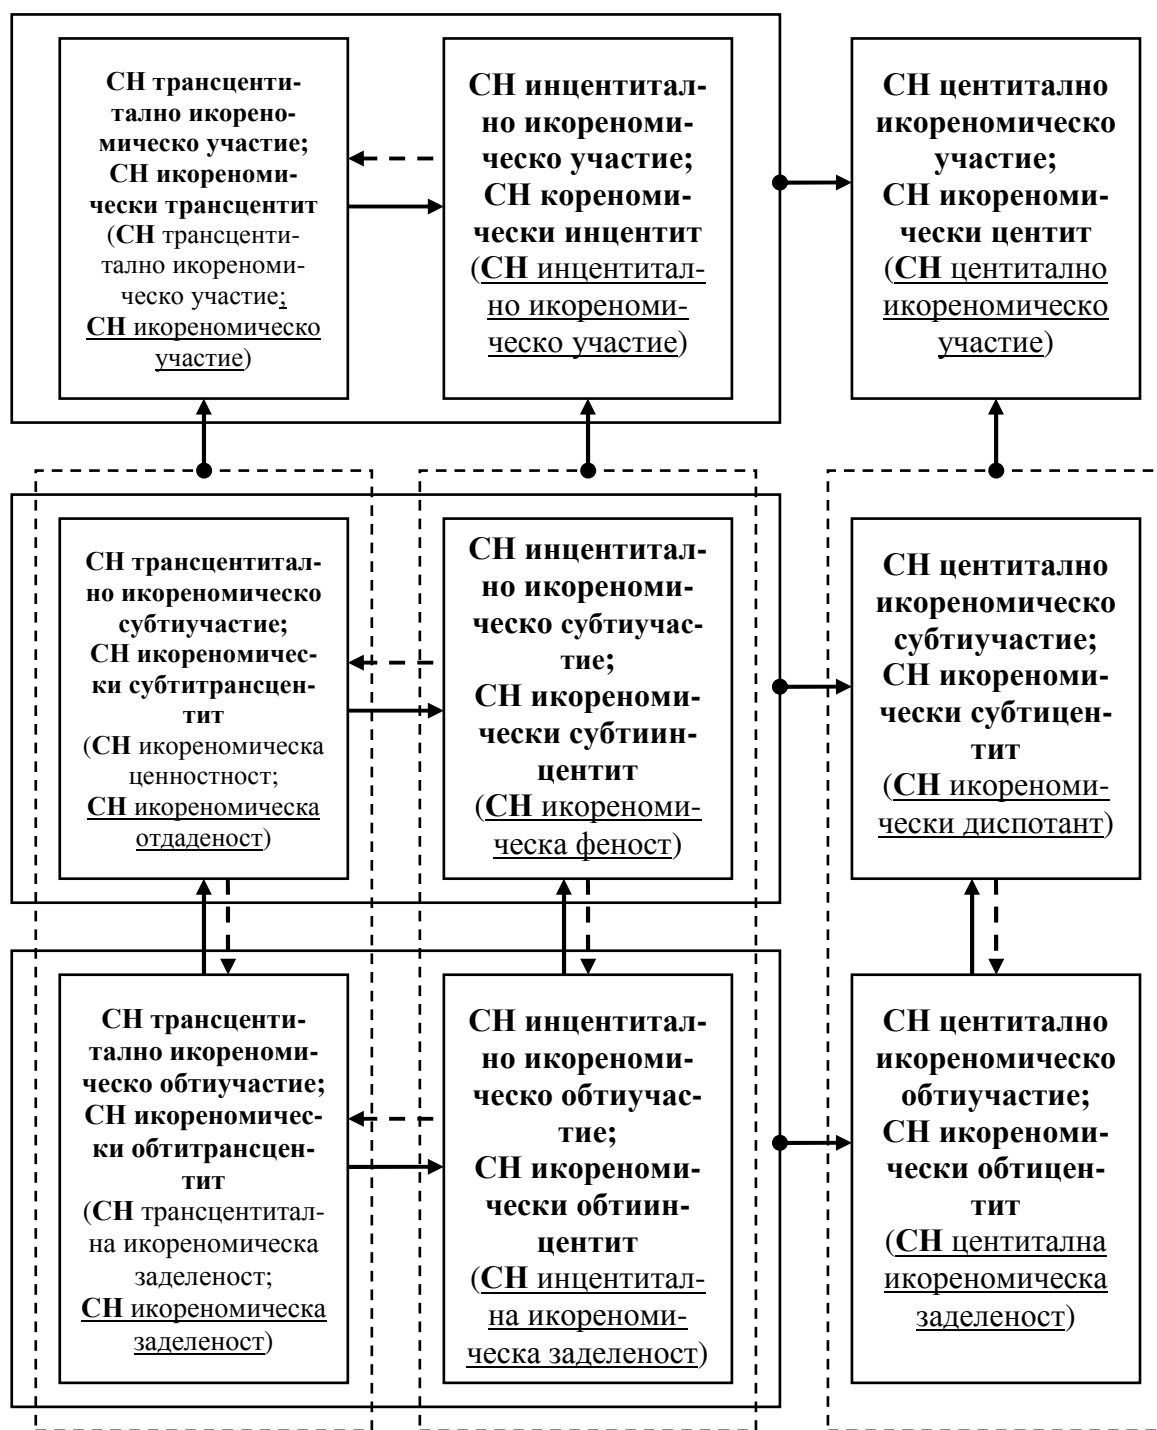 СН трансценти-
тално икорено-
мическо участие;
СН икореноми-
чески трансцентит
(СН трансценти-
тално икореноми-
ческо участие;
СН икореномическо
участие)
СН инцентитал-
но икореноми-
ческо участие;
СН кореноми-
чески инцентит
(СН инцентитал-
но икореноми-
ческо участие)
СН центитално
икореномическо
участие;
СН икореноми-
чески центит
(СН центитално
икореномическо
участие)
СН трансцентитал-
но икореномическо
субтиучастие;
СН икореномичес-
ки субтитрансцен-
тит
(СН икореномическа
ценностност;
СН икореномическа
отдаденост)
СН инцентитал-
но икореноми-
ческо субтиучас-
тие;
СН икореноми-
чески субтиин-
центит
(СН икореноми-
ческа феност)
СН центитално
икореномическо
субтиучастие;
СН икореноми-
чески субтицен-
тит
(СН икореноми-
чески диспотант)
СН трансценти-
тално икореноми-
ческо обтиучастие;
СН икореномичес-
ки обтитрансцен-
тит
(СН трансцентитал-
на икореномическа
заделеност;
СН икореномическа
заделеност)
СН инцентитал-
но икореноми-
ческо обтиучас-
тие;
СН икореноми-
чески обтиин-
центит
(СН инцентитал-
на икореноми-
ческа заделеност)
СН центитално
икореномическо
обтиучастие;
СН икореноми-
чески обтицен-
тит
(СН центитална
икореномическа
заделеност)